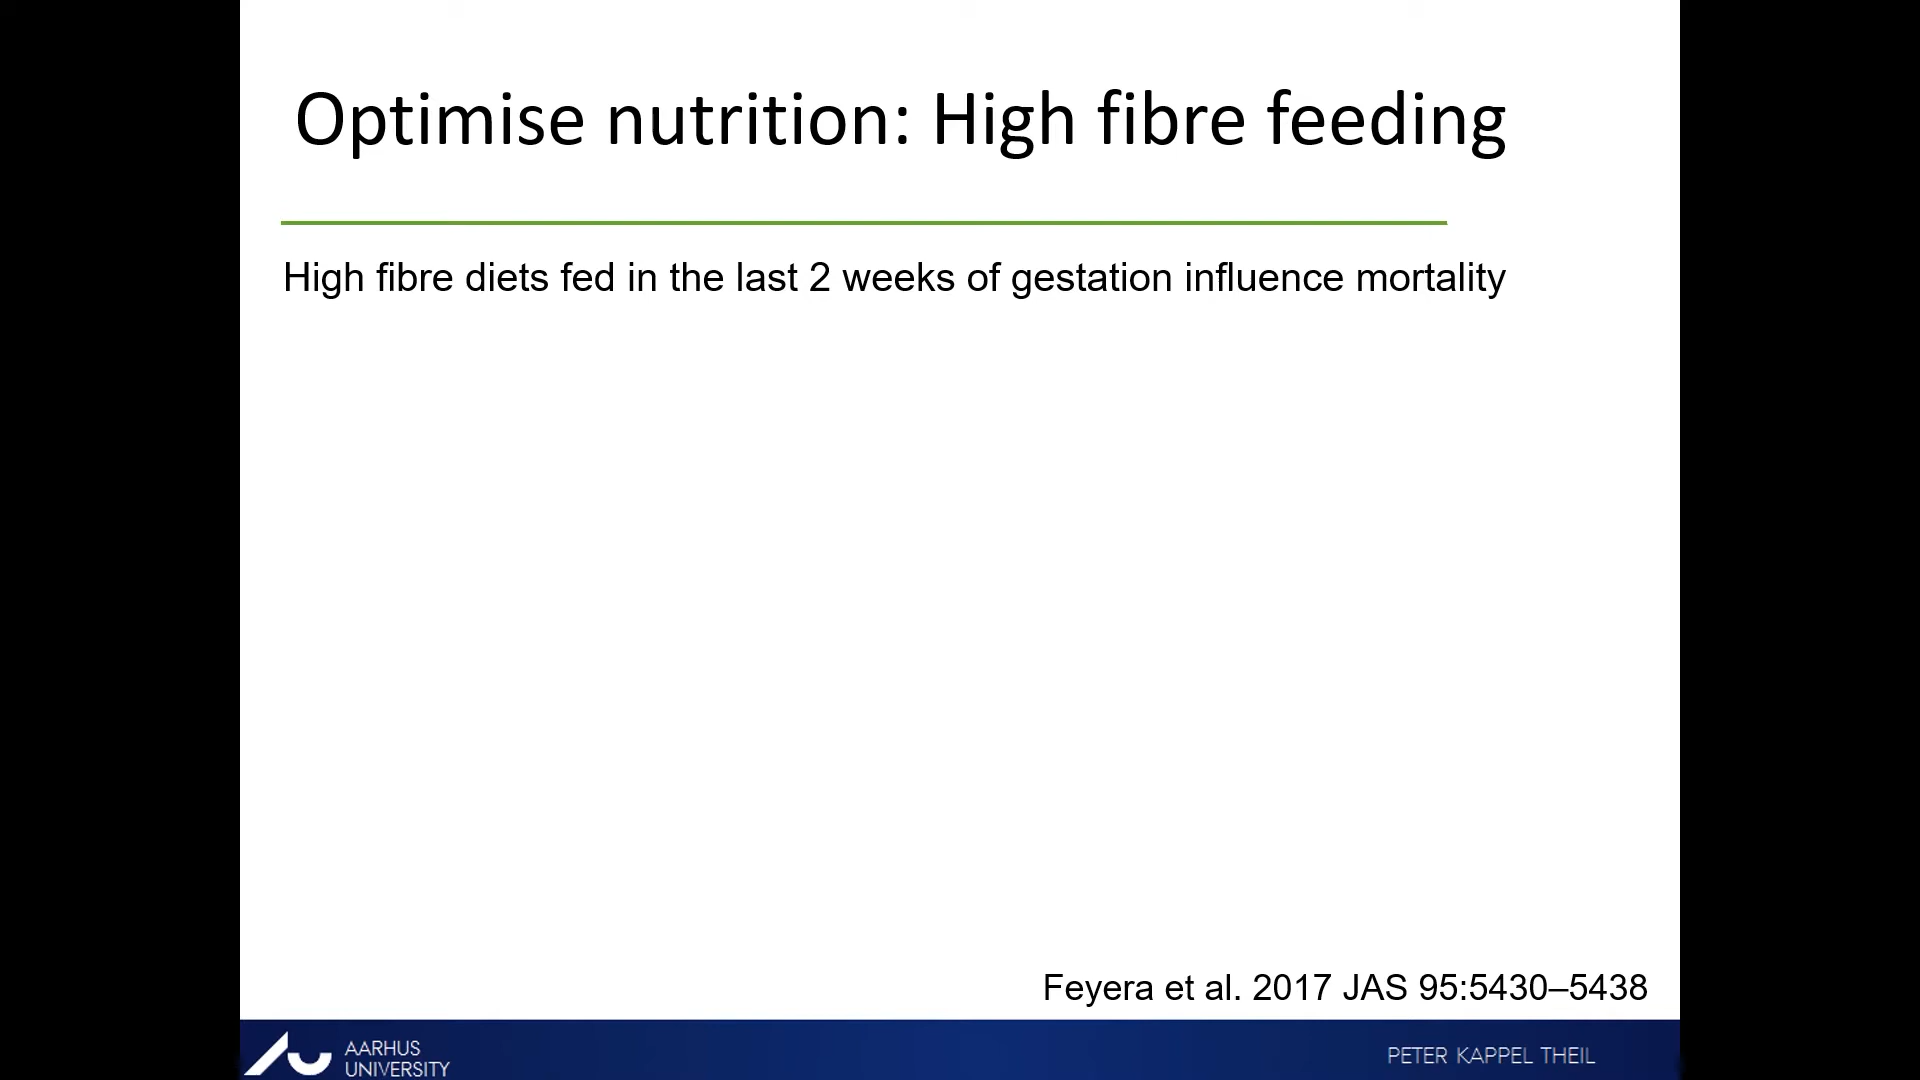 Optimise nutrition: High fibre feeding
High fibre diets fed in the last 2 weeks of gestation influence mortality
Feyera et al. 2017 JAS 95:5430–5438
AARHUS
UNIVERSITY
PETER KAPPEL THEIL